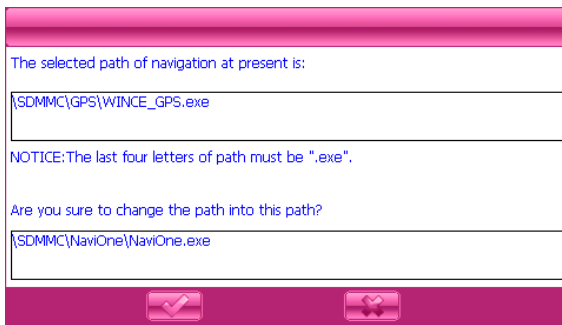 The selected path of navigation at present is:
\SDMMC\GPS\WINCE_GPS.exe
NOTICE:The last four letters of path must be ".exe".
Are you sure to change the path into this path?
\SDMMC\NaviOne\NaviOne.exe